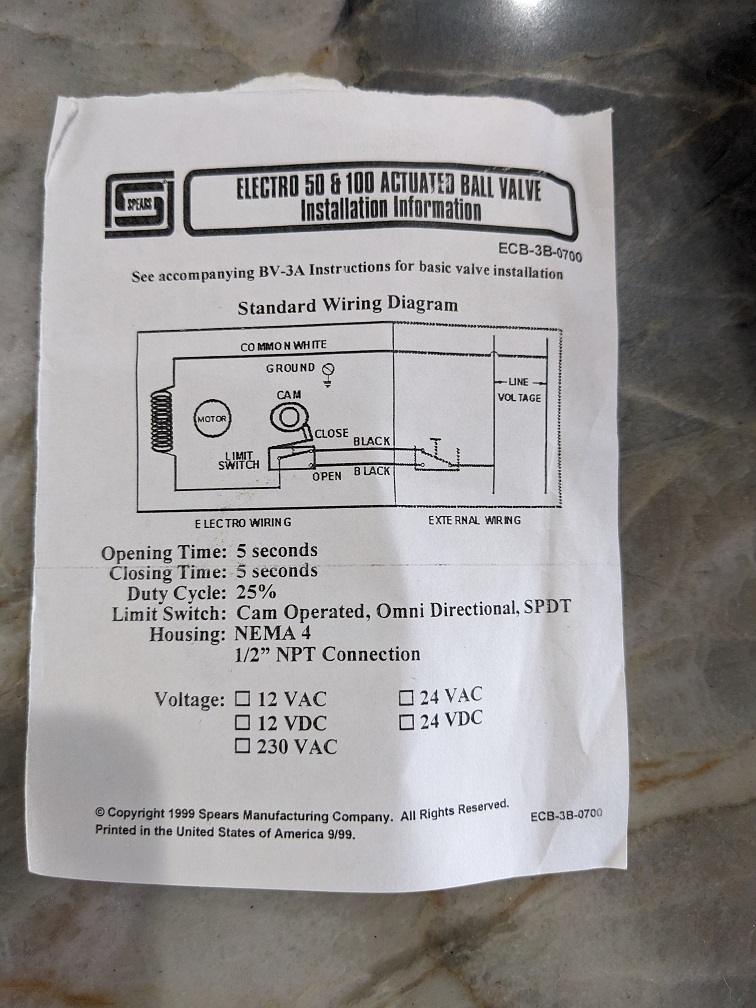 SPEARS
ELECTRO 50 & 100 ACTUATED BALL VALVE
Installation Information
ECB-3B-0700
See accompanying BV-3A Instructions for basic valve installation
Standard Wiring Diagram
COMMON WHITE
GROUND
LINE
VOLTAGE
CAM
MOTOR
CLOSE
BLACK
LIMIT
SWITCH
OPEN
BLACK
ELECTRO WIRING
EXTERNAL WIRING
Opening Time: 5 seconds
Closing Time: 5 seconds
Duty Cycle: 25%
Limit Switch: Cam Operated, Omni Directional, SPDT
Housing: NEMA 4
1/2” NPT Connection
Voltage: ☐ 12 VAC ☐ 24 VAC
☐ 12 VDC ☐ 24 VDC
☐ 230 VAC
© Copyright 1999 Spears Manufacturing Company. All Rights Reserved.
Printed in the United States of America 9/99.
ECB-3B-0700